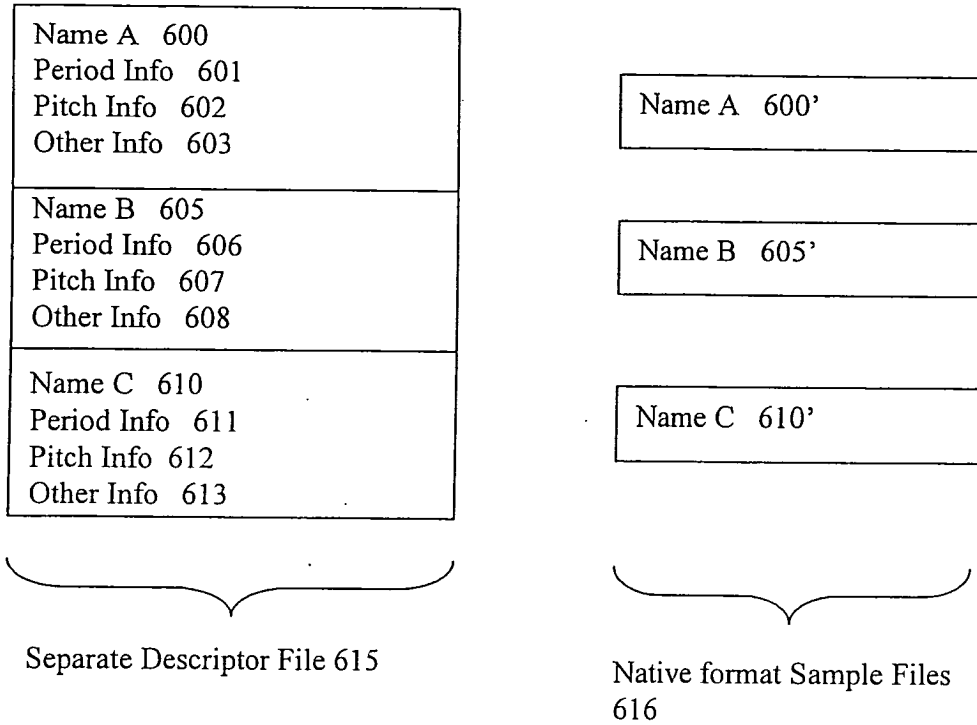 Name A 600
Period Info 601
Pitch Info 602
Other Info 603
Name B 605
Period Info 606
Pitch Info 607
Other Info 608
Name C 610
Period Info 611
Pitch Info 612
Other Info 613
Separate Descriptor File 615
Name A 600’
Name B 605’
Name C 610’
Native format Sample Files
616